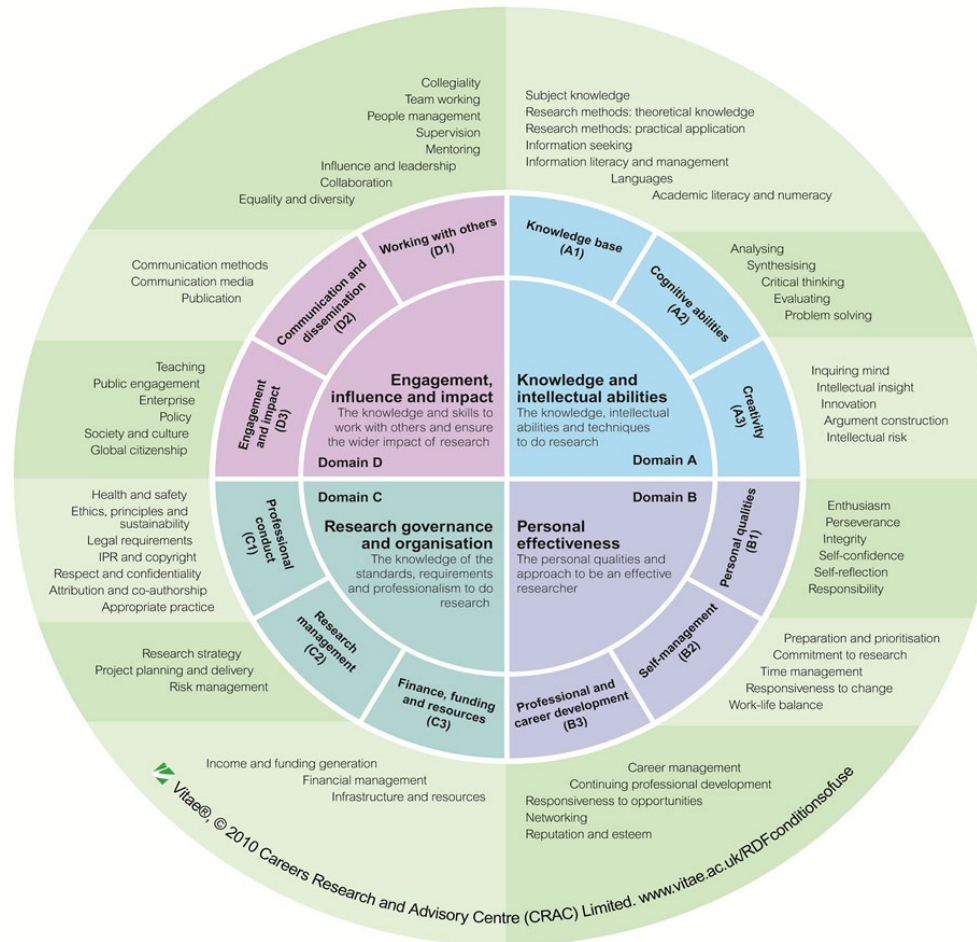 Collegiality
Team working
People management
Supervision
Mentoring
Influence and leadership
Collaboration
Equality and diversity
Subject knowledge
Research methods: theoretical knowledge
Research methods: practical application
Information seeking
Information literacy and management
Languages
Academic literacy and numeracy
Working with others
(D1)
Knowledge base
(A1)
Communication methods
Communication media
Publication
Communication and
dissemination
(D2)
Cognitive abilities
(A2)
Analysing
Synthesising
Critical thinking
Evaluating
Problem solving
Teaching
Public engagement
Enterprise
Policy
Society and culture
Global citizenship
Engagement
and impact
(D3)
Engagement,
influence and impact
The knowledge and skills to
work with others and ensure
the wider impact of research
Domain D
Knowledge and
intellectual abilities
The knowledge, intellectual
abilities and techniques
to do research
Domain A
Creativity
(A3)
Inquiring mind
Intellectual insight
Innovation
Argument construction
Intellectual risk
Health and safety
Ethics, principles and
sustainability
Legal requirements
IPR and copyright
Respect and confidentiality
Attribution and co-authorship
Appropriate practice
Professional
conduct
(C1)
Domain C
Research governance
and organisation
The knowledge of the
standards, requirements
and professionalism to do
research
Domain B
Personal
effectiveness
The personal qualities and
approach to be an effective
researcher
Personal qualities
(B1)
Enthusiasm
Perseverance
Integrity
Self-confidence
Self-reflection
Responsibility
Research strategy
Project planning and delivery
Risk management
Research
management
(C2)
Self-management
(B2)
Preparation and prioritisation
Commitment to research
Time management
Responsiveness to change
Work-life balance
Finance, funding
and resources
(C3)
Professional and
career development
(B3)
Income and funding generation
Financial management
Infrastructure and resources
Career management
Continuing professional development
Responsiveness to opportunities
Networking
Reputation and esteem
Vitae®, © 2010 Careers Research and Advisory Centre (CRAC) Limited. www.vitae.ac.uk/RDFconditionsofuse